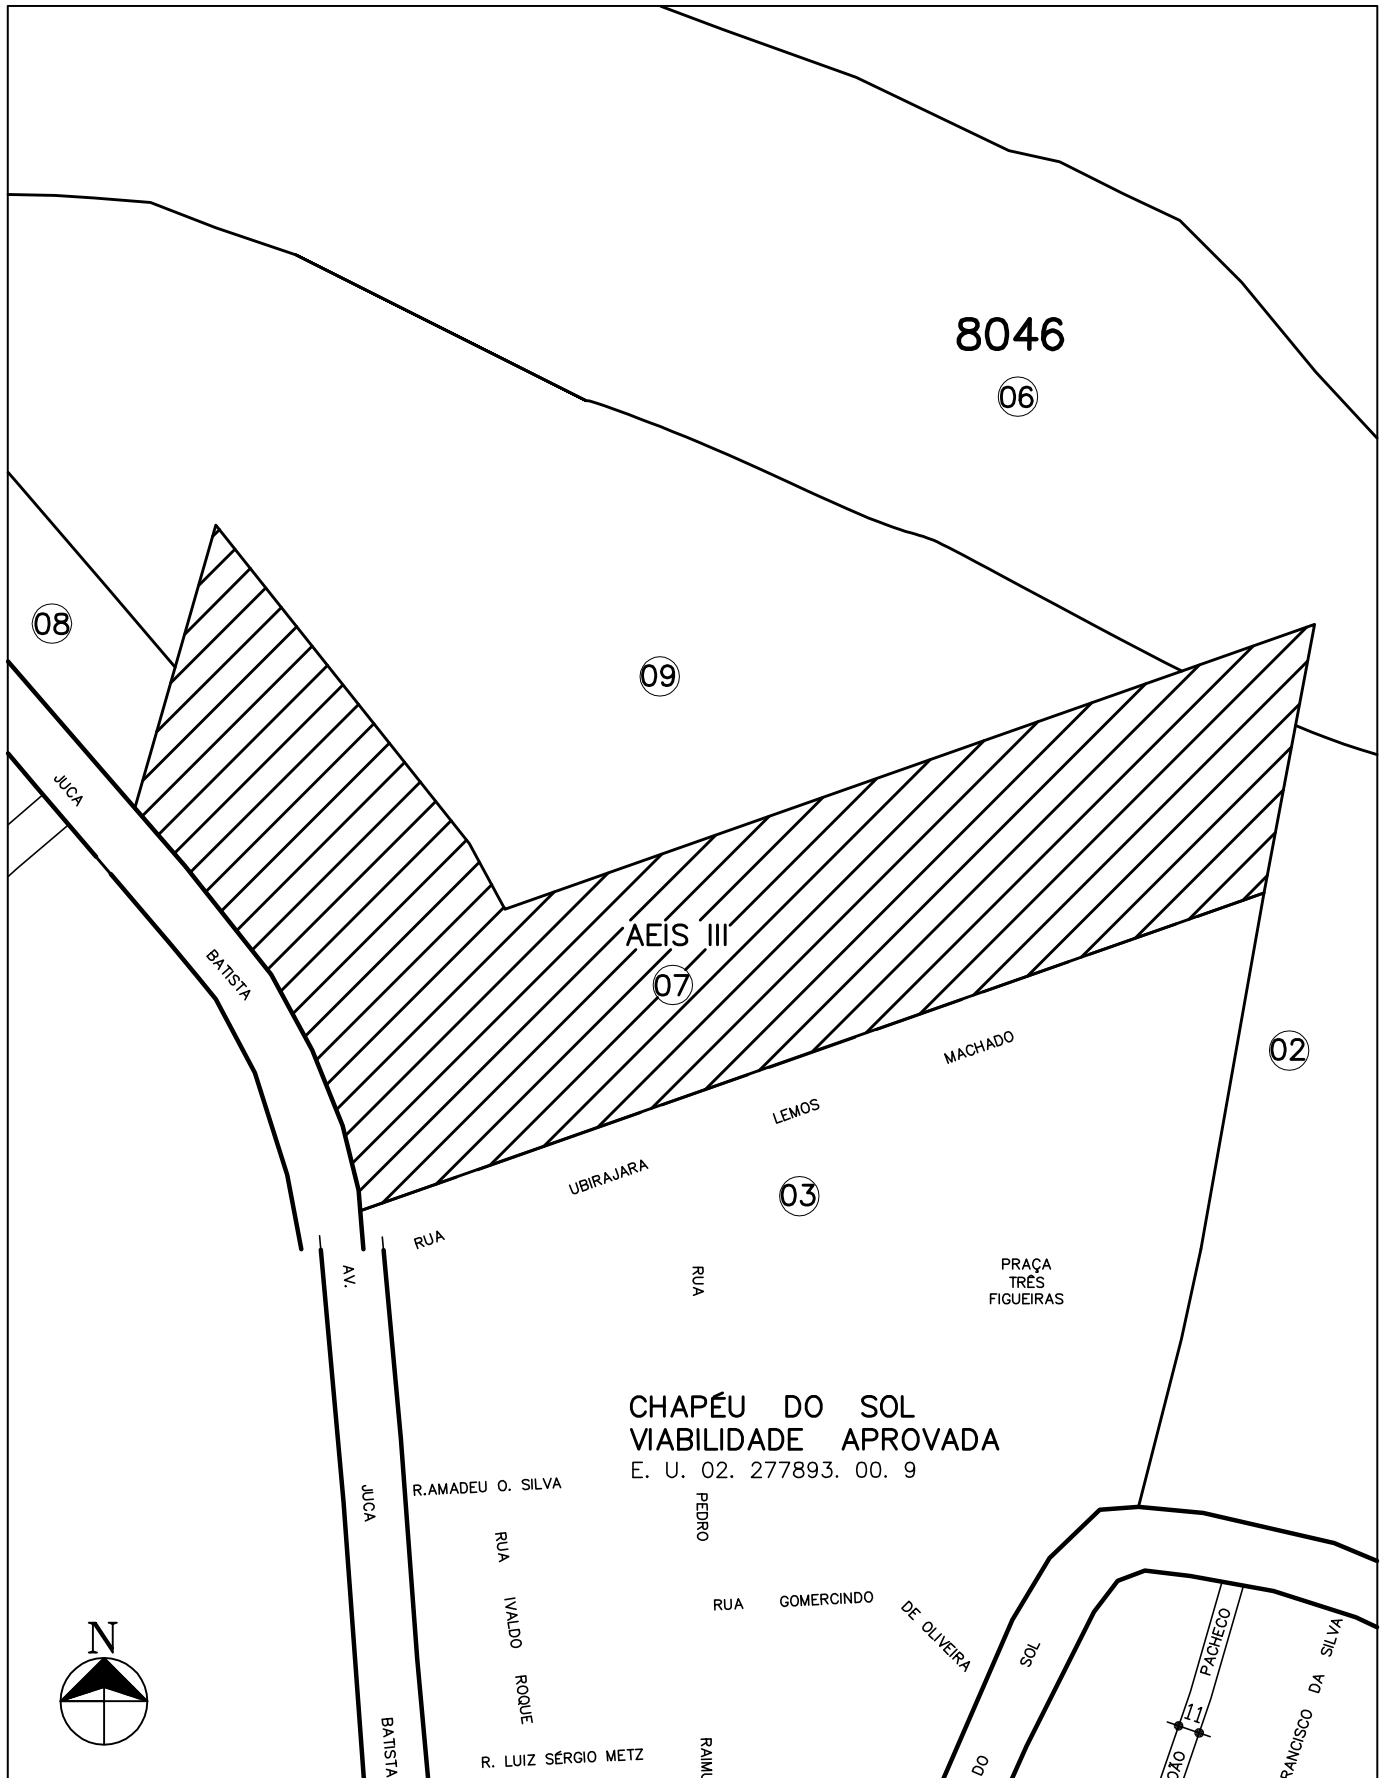 8046
06
08
09
JUCA
BATISTA
AEIS III
07
MACHADO
LEMOS
UBIRAJARA
RUA
02
03
AV.
RUA
PRAÇA
TRÊS
FIGUEIRAS
CHAPÉU DO SOL
VIABILIDADE APROVADA
E. U. 02. 277893. 00. 9
R.AMADEU O. SILVA
JUCA
PEDRO
RUA
IVALDO
ROQUE
RUA GOMERCINDO
DE OLIVEIRA
SOL
DO
PACHECO
11
SILVA
DA
N
BATISTA
R. LUIZ SÉRGIO METZ